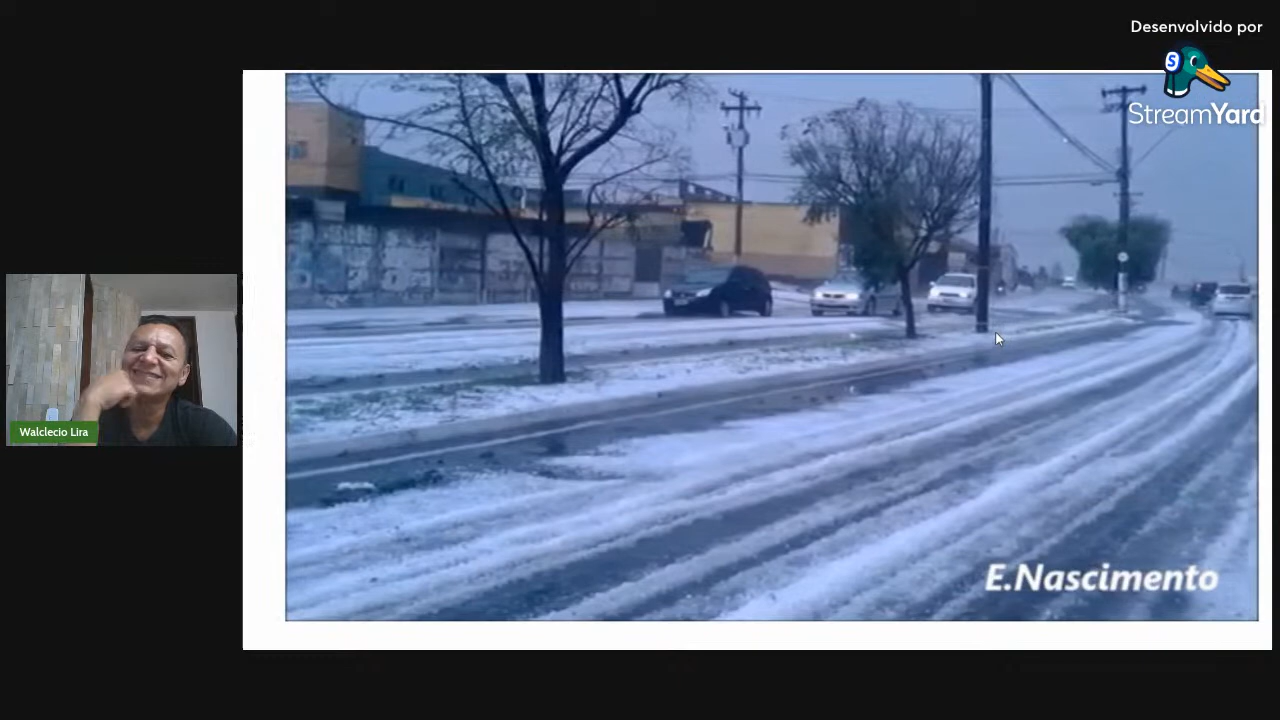 Desenvolvido por
S
StreamYard
Walclecio Lira
E.Nascimento